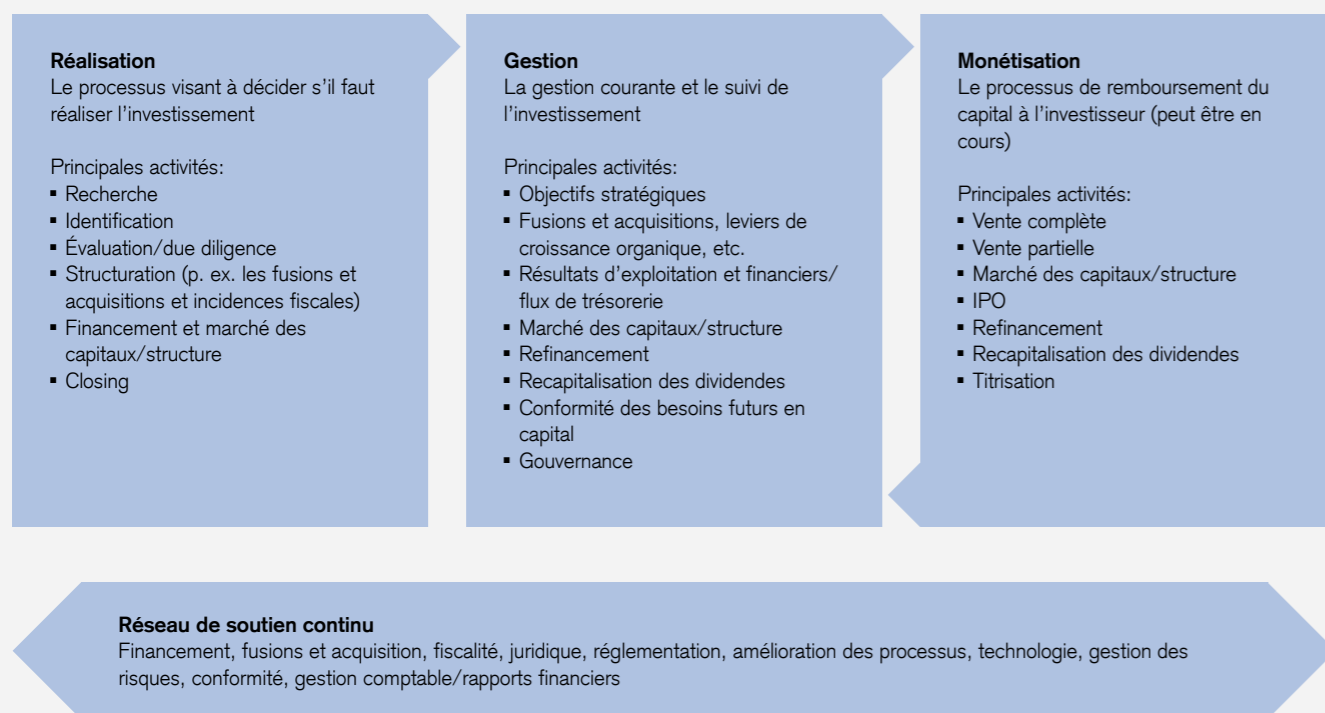 Réalisation
Le processus visant à décider s’il faut
réaliser l’investissement
Principales activités:
▪ Recherche
▪ Identification
▪ Évaluation/due diligence
▪ Structuration (p. ex. les fusions et
acquisitions et incidences fiscales)
▪ Financement et marché des
capitaux/structure
▪ Closing
Gestion
La gestion courante et le suivi de
l’investissement
Principales activités:
▪ Objectifs stratégiques
▪ Fusions et acquisitions, leviers de
croissance organique, etc.
▪ Résultats d’exploitation et financiers/
flux de trésorerie
▪ Marché des capitaux/structure
▪ Refinancement
▪ Recapitalisation des dividendes
▪ Conformité des besoins futurs en
capital
▪ Gouvernance
Monétisation
Le processus de remboursement du
capital à l’investisseur (peut être en
cours)
Principales activités:
▪ Vente complète
▪ Vente partielle
▪ Marché des capitaux/structure
▪ IPO
▪ Refinancement
▪ Recapitalisation des dividendes
▪ Titrisation
Réseau de soutien continu
Financement, fusions et acquisition, fiscalité, juridique, réglementation, amélioration des processus, technologie, gestion des
risques, conformité, gestion comptable/rapports financiers